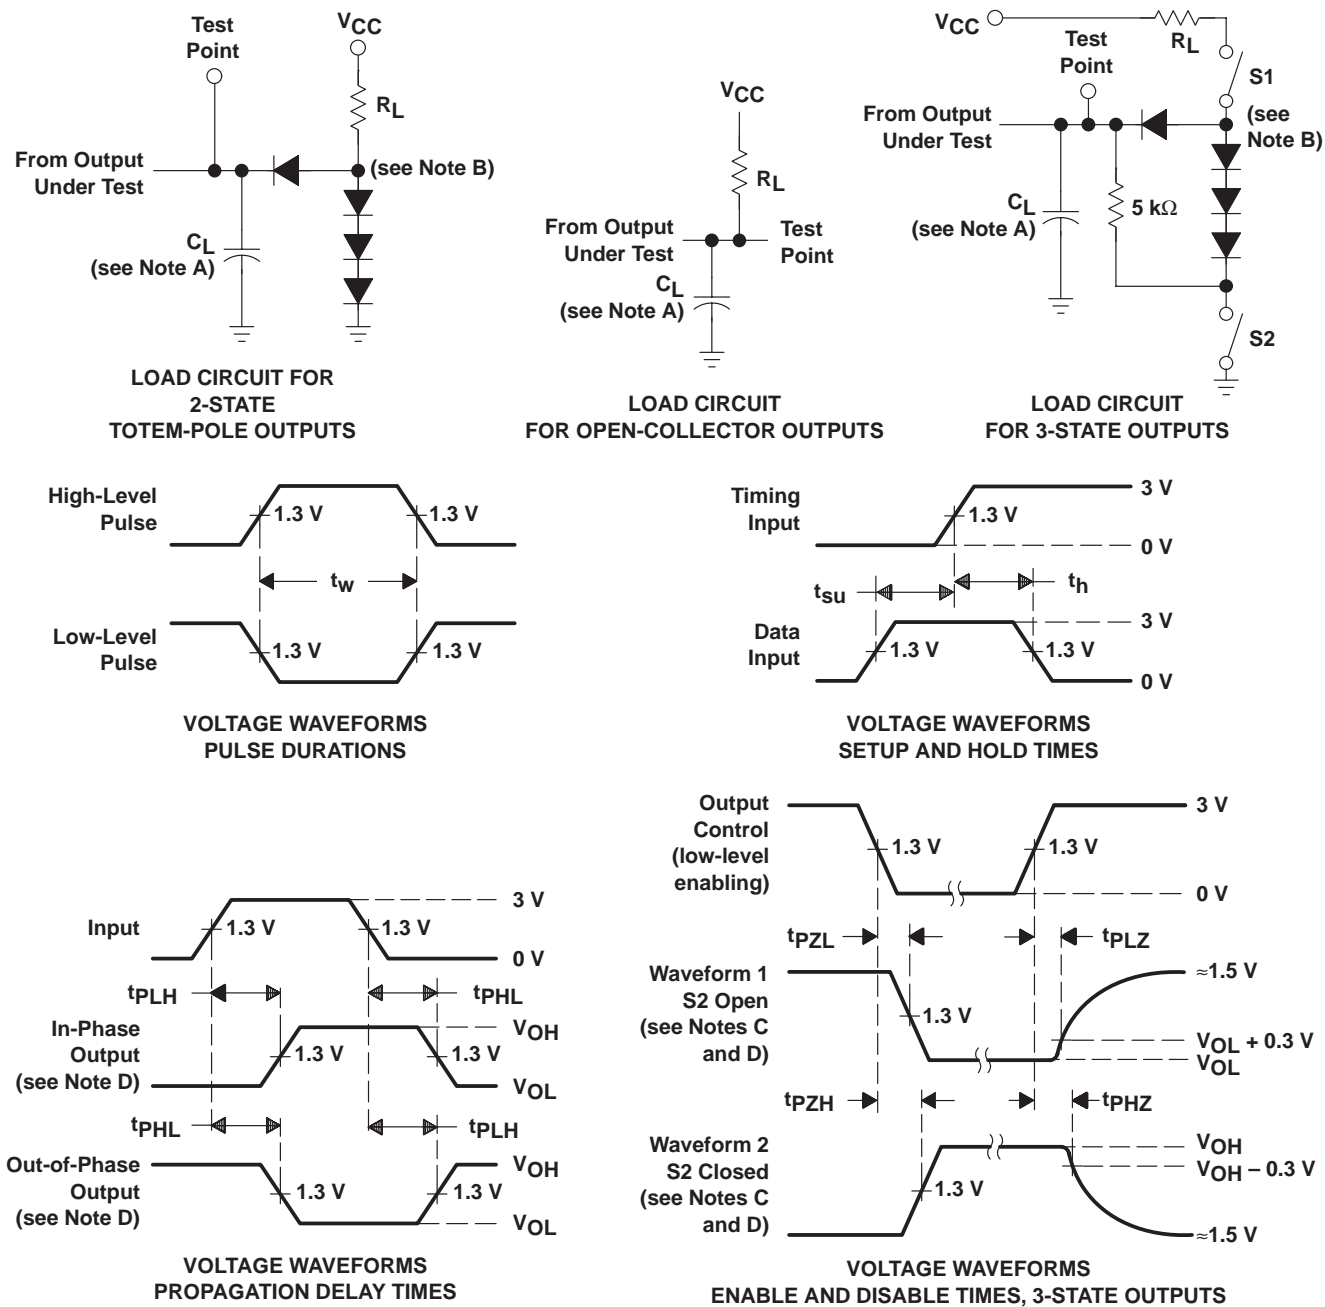 Test
Point
VCC
RL
From Output
Under Test
(see Note B)
CL
(see Note A)
LOAD CIRCUIT FOR
2-STATE
TOTEM-POLE OUTPUTS
VCC
RL
From Output
Under Test
Test
Point
CL
(see Note A)
LOAD CIRCUIT
FOR OPEN-COLLECTOR OUTPUTS
VCC
RL
S1
Test
Point
From Output
Under Test
(see
Note B)
CL
(see Note A)
5 kΩ
S2
LOAD CIRCUIT
FOR 3-STATE OUTPUTS
High-Level
Pulse
1.3 V
1.3 V
tw
Low-Level
Pulse
1.3 V
1.3 V
VOLTAGE WAVEFORMS
PULSE DURATIONS
Timing
Input
1.3 V
3 V
0 V
tsu
th
Data
Input
1.3 V
1.3 V
3 V
0 V
VOLTAGE WAVEFORMS
SETUP AND HOLD TIMES
Input
1.3 V
1.3 V
3 V
0 V
tPLH
tPHL
In-Phase
Output
(see Note D)
1.3 V
1.3 V
VOH
VOL
tPHL
tPLH
Out-of-Phase
Output
(see Note D)
1.3 V
1.3 V
VOH
VOL
VOLTAGE WAVEFORMS
PROPAGATION DELAY TIMES
Output
Control
(low-level
enabling)
1.3 V
1.3 V
3 V
0 V
tPZL
tPLZ
Waveform 1
S2 Open
(see Notes C
and D)
1.3 V
≈1.5 V
VOL + 0.3 V
VOL
tPZH
tPHZ
Waveform 2
S2 Closed
(see Notes C
and D)
1.3 V
VOH
VOH – 0.3 V
≈1.5 V
VOLTAGE WAVEFORMS
ENABLE AND DISABLE TIMES, 3-STATE OUTPUTS